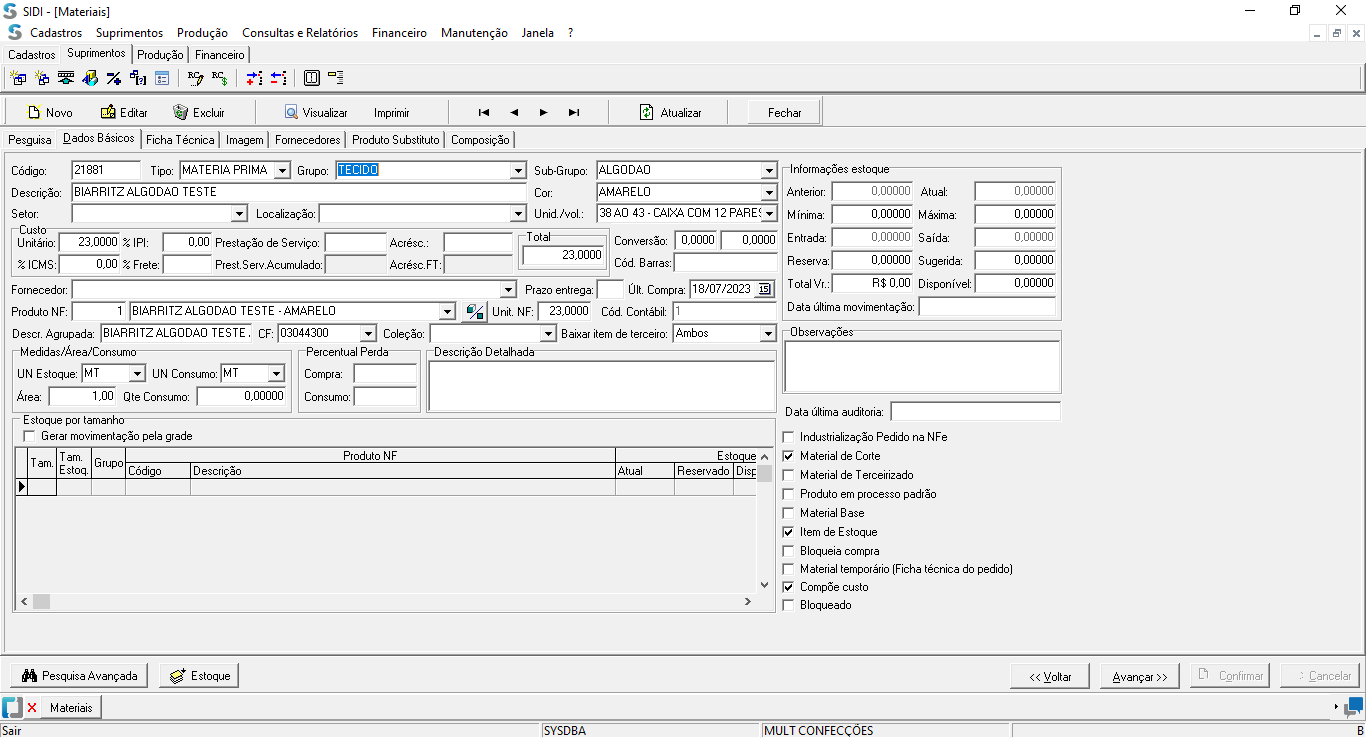 SIDI - [Materiais]
Cadastros Suprimentos Produção Consultas e Relatórios Financeiro Manutenção Janela ?
Cadastros Suprimentos Produção Financeiro
Novo Editar Excluir Visualizar Imprimir Atualizar Fechar
Pesquisa Dados Básicos Ficha Técnica Imagem Fornecedores Produto Substituto Composição
Código: 21881 Tipo: MATERIA PRIMA Grupo: TECIDO Sub-Grupo: ALGODAO
Descrição: BIARRITZ ALGODAO TESTE Cor: AMARELO
Setor: Localização: Unid./vol.: 38 AO 43 - CAIXA COM 12 PARES
Custo
Unitário: 23,0000 % IPI: 0,00 Prestação de Serviço: Acrésc.:
% ICMS: 0,00 % Frete: Prest.Serv.Acumulado: Acrésc.FT:
Total
23,0000
Conversão: 0,0000 0,0000
Cód. Barras:
Fornecedor: Prazo entrega: Últ. Compra: 18/07/2023 15
Produto NF: 1 BIARRITZ ALGODAO TESTE - AMARELO Unit. NF: 23,0000 Cód. Contábil: 1
Descr. Agrupada: BIARRITZ ALGODAO TESTE . CF: 03044300 Coleção: Baixar item de terceiro: Ambos
Medidas/Área/Consumo
UN Estoque: MT UN Consumo: MT
Área: 1,00 Qte Consumo: 0,00000
Percentual Perda
Compra:
Consumo:
Descrição Detalhada
Estoque por tamanho
Gerar movimentação pela grade
Tam. Tam. Estoq. Grupo Produto NF Estoque
Código Descrição Atual Reservado Disp
Informações estoque
Anterior: 0,00000 Atual: 0,00000
Mínima: 0,00000 Máxima: 0,00000
Entrada: 0,00000 Saída: 0,00000
Reserva: 0,00000 Sugerida: 0,00000
Total Vr.: R$ 0,00 Disponível: 0,00000
Data última movimentação:
Observações
Data última auditoria:
Industrialização Pedido na NFe
Material de Corte
Material de Terceirizado
Produto em processo padrão
Material Base
Item de Estoque
Bloqueia compra
Material temporário (Ficha técnica do pedido)
Compõe custo
Bloqueado
Pesquisa Avançada Estoque << Voltar Avançar >> Confirmar Cancelar
Materiais
Sair SYSDBA MULT CONFECÇÕES B